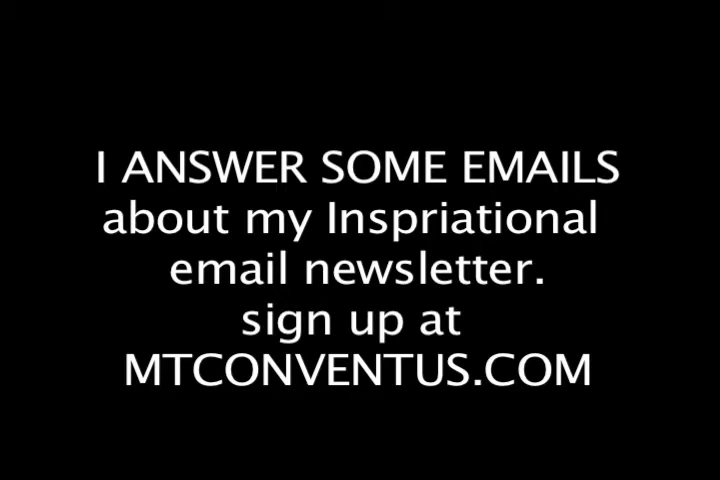 I ANSWER SOME EMAILS
about my Inspriational
email newsletter.
sign up at
MTCONVENTUS.COM